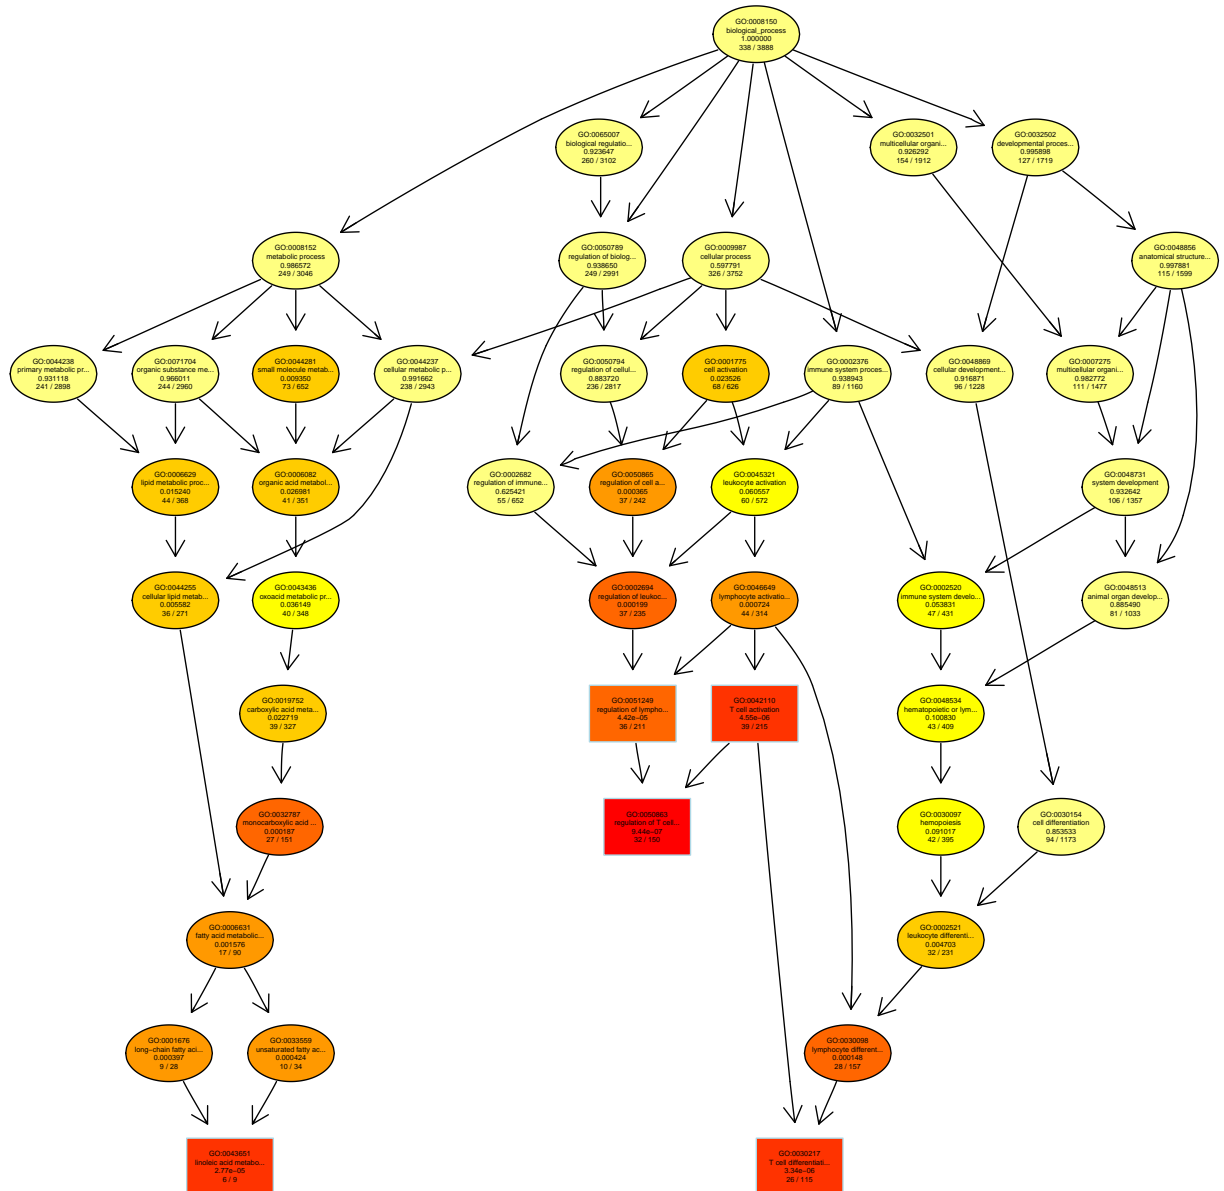 GO:0008150
biological_process
1.000000
338 / 3888
GO:0065007
biological regulatio...
0.923647
260 / 3102
GO:0032501
multicellular organi...
0.926292
154 / 1912
GO:0032502
developmental proces...
0.995898
127 / 1719
GO:0008152
metabolic process
0.986572
249 / 3046
GO:0050789
regulation of biolog...
0.938650
249 / 2991
GO:0009987
cellular process
0.597791
326 / 3752
GO:0048856
anatomical structure...
0.997881
115 / 1599
GO:0044238
primary metabolic pr...
0.931118
241 / 2898
GO:0071704
organic substance me...
0.966011
244 / 2960
GO:0044281
small molecule metab...
0.009350
73 / 652
GO:0044237
cellular metabolic p...
0.991662
238 / 2943
GO:0050794
regulation of cellul...
0.883720
236 / 2817
GO:0001775
cell activation
0.023526
68 / 626
GO:0002376
immune system proces...
0.938943
89 / 1160
GO:0048869
cellular development...
0.916871
96 / 1228
GO:0007275
multicellular organi...
0.982772
111 / 1477
GO:0006629
lipid metabolic proc...
0.015240
44 / 368
GO:0006082
organic acid metabol...
0.026981
41 / 351
GO:0002682
regulation of immune...
0.625421
55 / 652
GO:0050865
regulation of cell a...
0.000365
37 / 242
GO:0045321
leukocyte activation
0.060557
60 / 572
GO:0048731
system development
0.932642
106 / 1357
GO:0044255
cellular lipid metab...
0.005582
36 / 271
GO:0043436
oxoacid metabolic pr...
0.036149
40 / 348
GO:0002694
regulation of leukoc...
0.000199
37 / 235
GO:0046649
lymphocyte activatio...
0.000724
44 / 314
GO:0002520
immune system develo...
0.053831
47 / 431
GO:0048513
animal organ develop...
0.885490
81 / 1033
GO:0019752
carboxylic acid meta...
0.022719
39 / 327
GO:0051249
regulation of lympho...
4.42e−05
36 / 211
GO:0042110
T cell activation
4.55e−06
39 / 215
GO:0048534
hematopoietic or lym...
0.100830
43 / 409
GO:0032787
monocarboxylic acid ...
0.000187
27 / 151
GO:0050863
regulation of T cell...
9.44e−07
32 / 150
GO:0030097
hemopoiesis
0.091017
42 / 395
GO:0030154
cell differentiation
0.853533
94 / 1173
GO:0006631
fatty acid metabolic...
0.001576
17 / 90
GO:0002521
leukocyte differenti...
0.004703
32 / 231
GO:0001676
long−chain fatty aci...
0.000397
9 / 28
GO:0033559
unsaturated fatty ac...
0.000424
10 / 34
GO:0030098
lymphocyte different...
0.000148
28 / 157
GO:0043651
linoleic acid metabo...
2.77e−05
6 / 9
GO:0030217
T cell differentiati...
3.34e−06
26 / 115